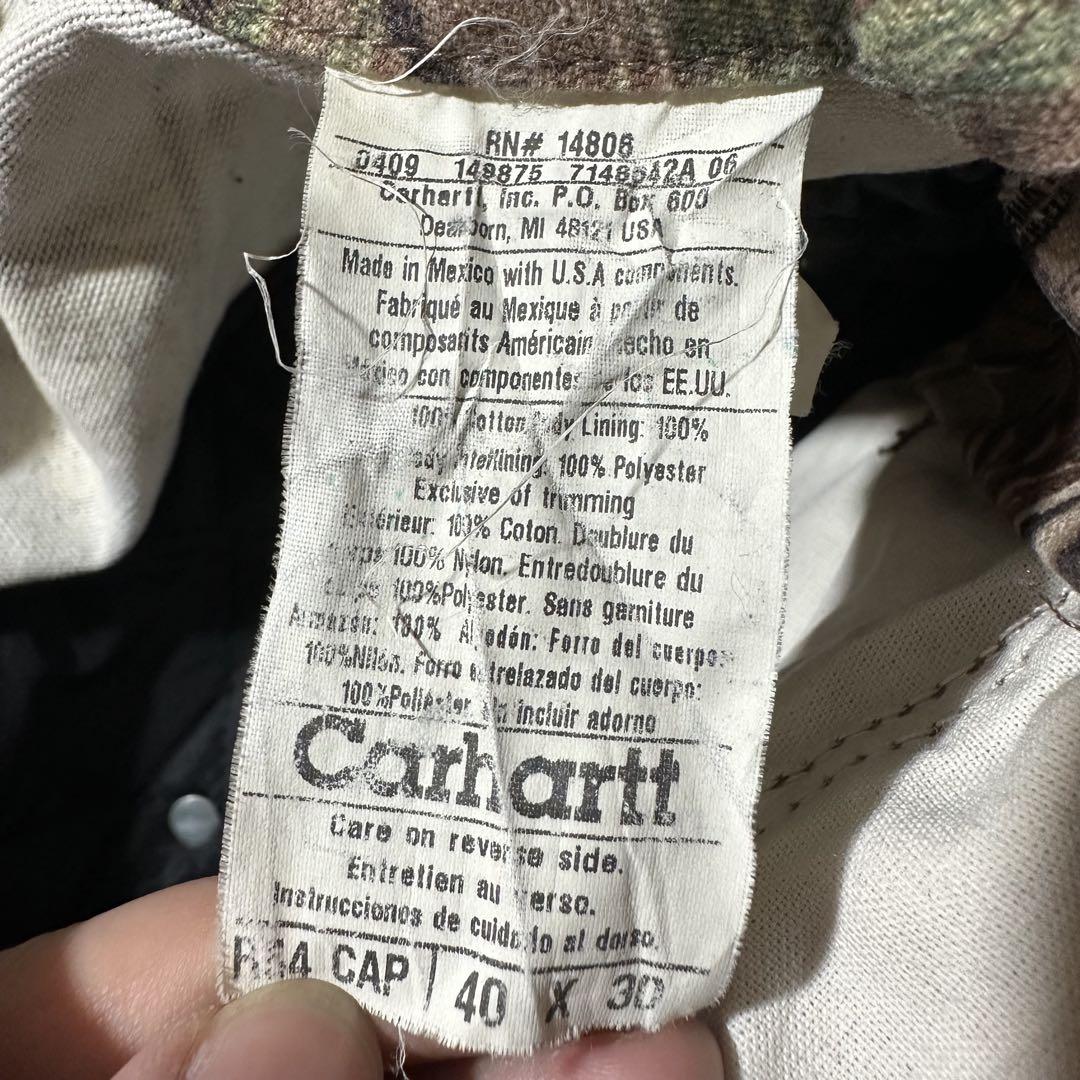 RN# 14806
0409 149875 06
Carhartt, Inc. P.O. Box 600
Dearborn, MI 48121 USA
Made in Mexico with U.S.A components.
Fabriqué au Mexique à partir de
composants Américain Hecho en
México con componentes de los EE.UU.
100% Cotton Body Lining: 100%
Body Interlining: 100% Polyester
Exclusive of trimming
Extérieur: 100% Coton. Doublure du
corps 100% Nilon. Entredoublure du
corps 100%Polyester. Sans garniture
Armazon: 100% Algodón: Forro del cuerpo:
100%Nilón. Forro entrelazado del cuerpo:
100%Poliéster incluir adorno
Carhartt
Care on reverse side.
Entretien au verso.
Instrucciones de cuidado al dorso.
CAP 40 X 30